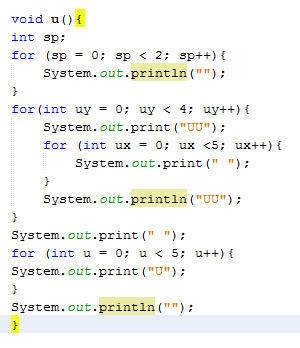 void u(){
int sp;
for (sp = 0; sp < 2; sp++){
    System.out.println("");
}
for(int uy = 0; uy < 4; uy++){
    System.out.print("UU");
    for (int ux = 0; ux <5; ux++){
        System.out.print(" ");
    }
    System.out.println("UU");
}
System.out.print(" ");
for (int u = 0; u < 5; u++){
System.out.print("U");
}
System.out.println("");
}